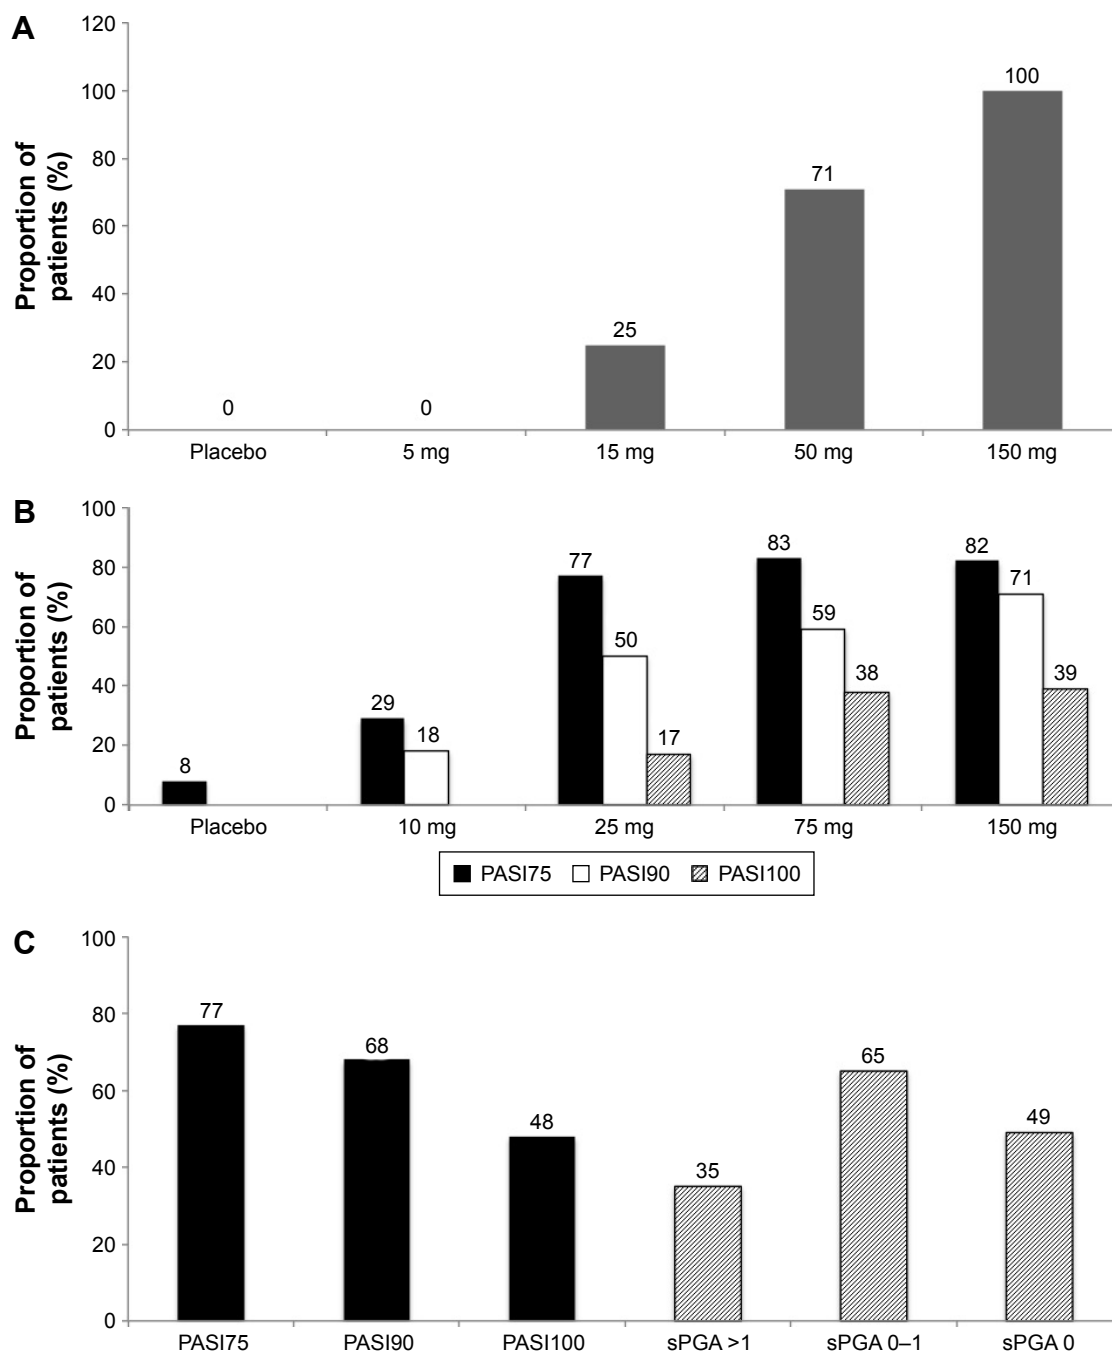 A
Proportion of
patients (%)
120
100
80
60
40
20
0
0
0
25
71
100
Placebo
5 mg
15 mg
50 mg
150 mg
B
Proportion of
patients (%)
100
80
60
40
20
0
8
29
18
77
50
17
83
59
38
82
71
39
Placebo
10 mg
25 mg
75 mg
150 mg
PASI75
PASI90
PASI100
C
Proportion of
patients (%)
100
80
60
40
20
0
77
68
48
35
65
49
PASI75
PASI90
PASI100
sPGA >1
sPGA 0–1
sPGA 0